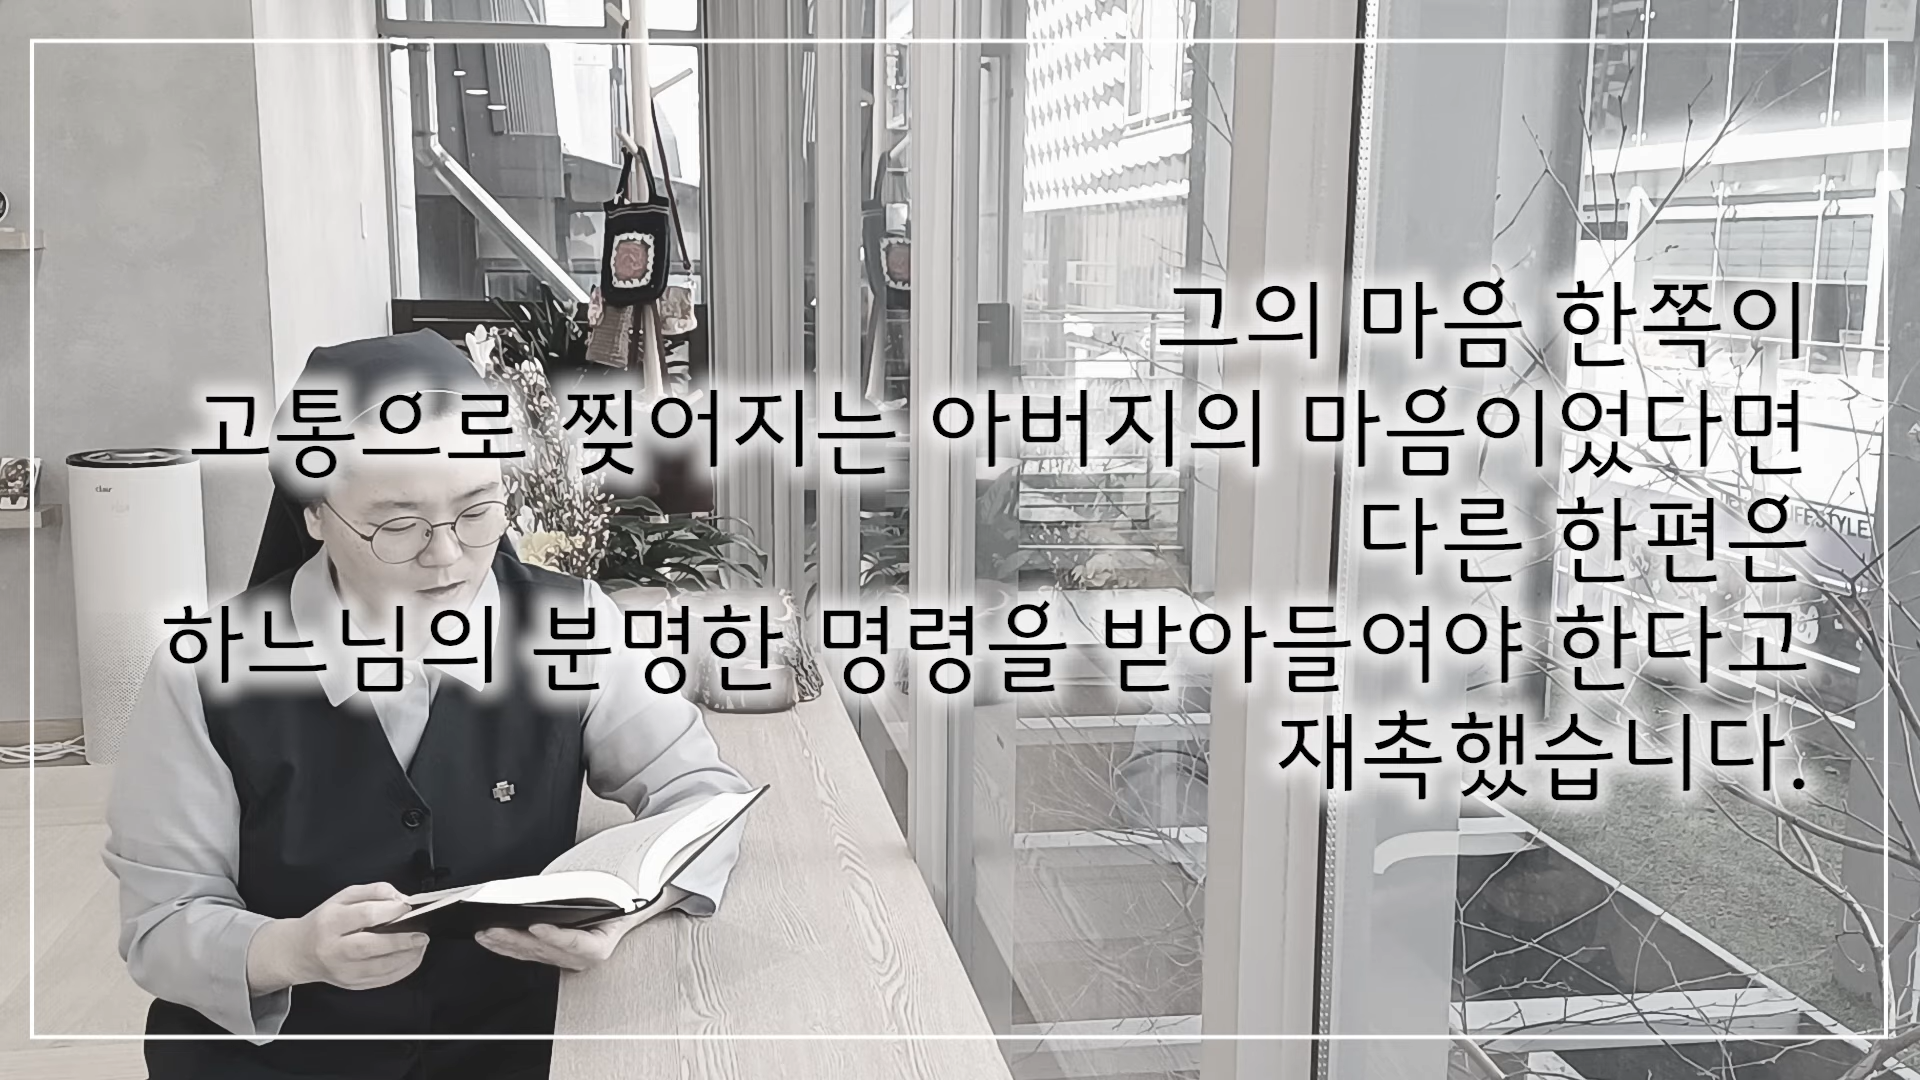 그의 마음 한쪽이
고통으로 찢어지는 아버지의 마음이었다면
다른 한편은
하느님의 분명한 명령을 받아들여야 한다고
재촉했습니다.